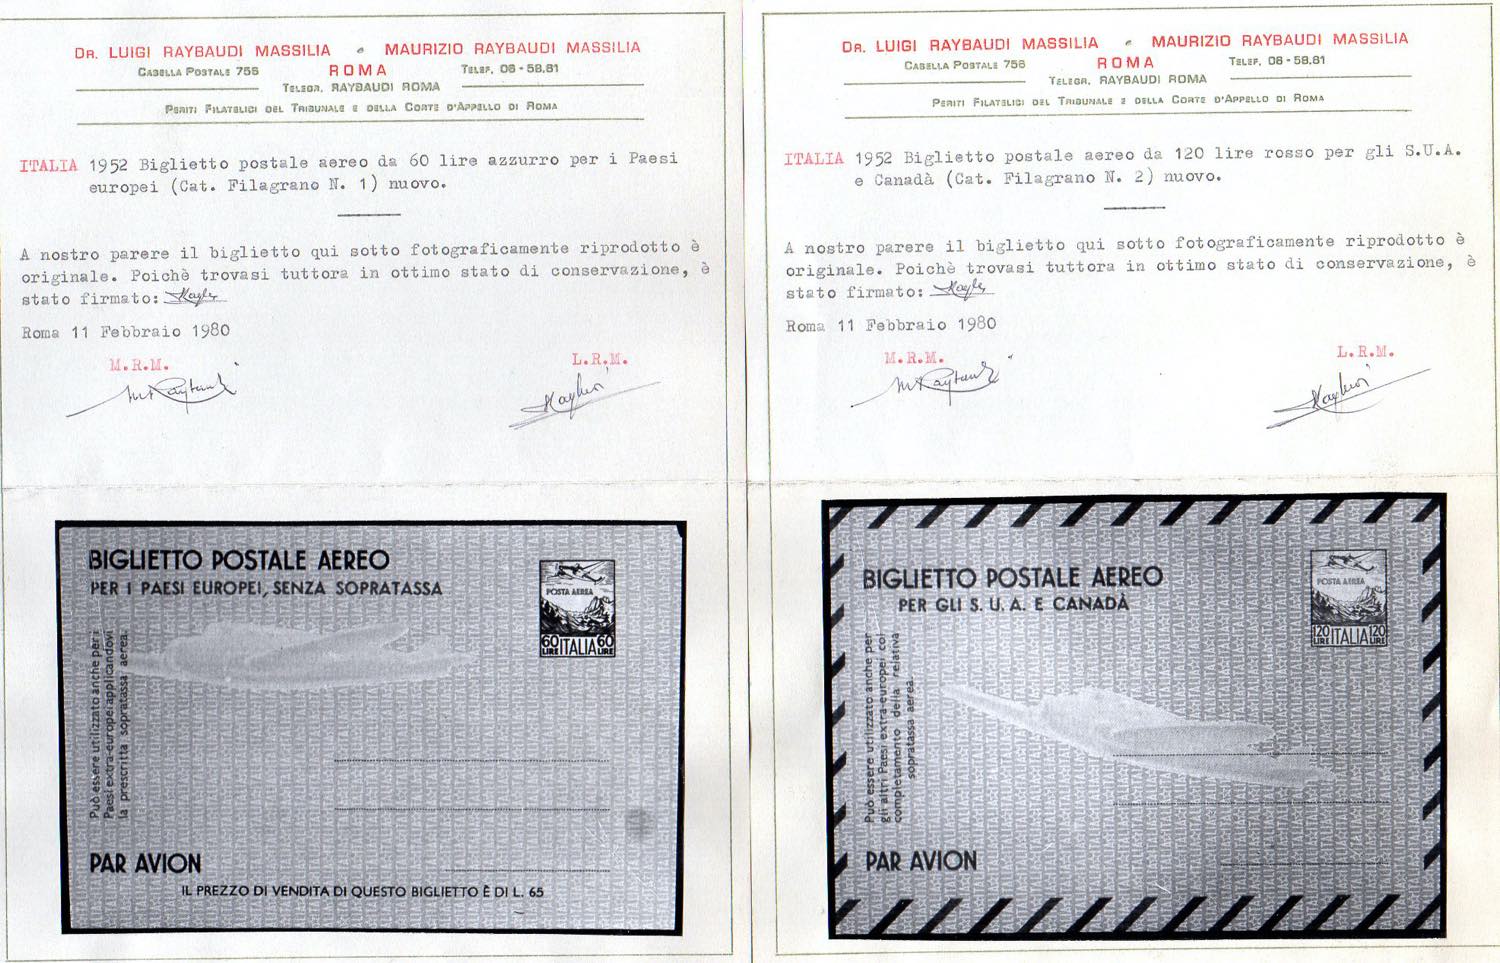 DR. LUIGI RAYBAUDI MASSILIA • MAURIZIO RAYBAUDI MASSILIA
CASELLA POSTALE 756 ROMA TELEF. 06-58.81
TELEGR. RAYBAUDI ROMA
PERITI FILATELICI DEL TRIBUNALE E DELLA CORTE D'APPELLO DI ROMA
ITALIA 1952 Biglietto postale aereo da 60 lire azzurro per i Paesi
europei (Cat. Filagrano N. 1) nuovo.
A nostro parere il biglietto qui sotto fotograficamente riprodotto è
originale. Poichè trovasi tuttora in ottimo stato di conservazione, è
stato firmato:
Roma 11 Febbraio 1980
M.R.M. L.R.M.
BIGLIETTO POSTALE AEREO
PER I PAESI EUROPEI, SENZA SOPRATASSA
POSTA AEREA
60 LIRE ITALIA 60 LIRE
Può essere utilizzato anche per i
Paesi extra-europei applicandovi
la prescritta sopratassa aerea.
PAR AVION
IL PREZZO DI VENDITA DI QUESTO BIGLIETTO È DI L. 65
DR. LUIGI RAYBAUDI MASSILIA • MAURIZIO RAYBAUDI MASSILIA
CASELLA POSTALE 756 ROMA TELEF. 06-58.81
TELEGR. RAYBAUDI ROMA
PERITI FILATELICI DEL TRIBUNALE E DELLA CORTE D'APPELLO DI ROMA
ITALIA 1952 Biglietto postale aereo da 120 lire rosso per gli S.U.A.
e Canadà (Cat. Filagrano N. 2) nuovo.
A nostro parere il biglietto qui sotto fotograficamente riprodotto è
originale. Poichè trovasi tuttora in ottimo stato di conservazione, è
stato firmato:
Roma 11 Febbraio 1980
M.R.M. L.R.M.
BIGLIETTO POSTALE AEREO
PER GLI S. U. A. E CANADÀ
POSTA AEREA
120 LIRE ITALIA 120 LIRE
Può essere utilizzato anche per
gli altri Paesi extra-europei col
completamento della relativa
sopratassa aerea.
PAR AVION